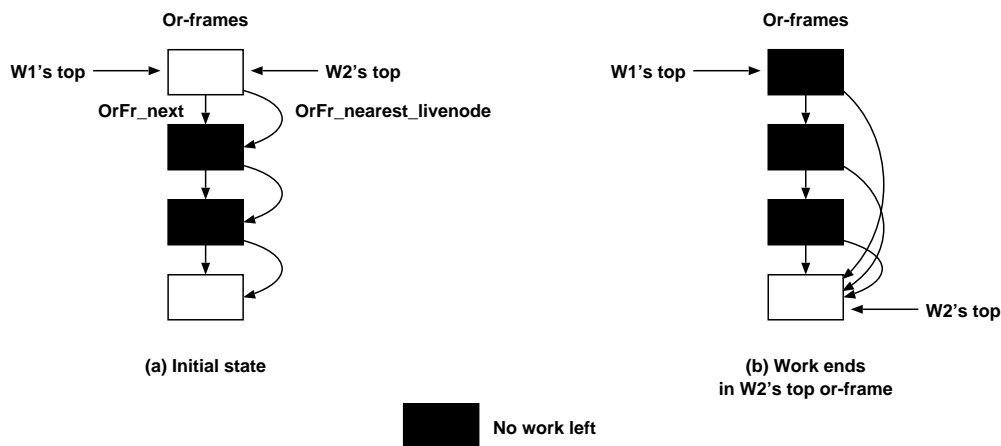 Or-frames
W1's top
W2's top
OrFr_next
OrFr_nearest_livenode
(a) Initial state
Or-frames
W1's top
W2's top
(b) Work ends
in W2's top or-frame
No work left